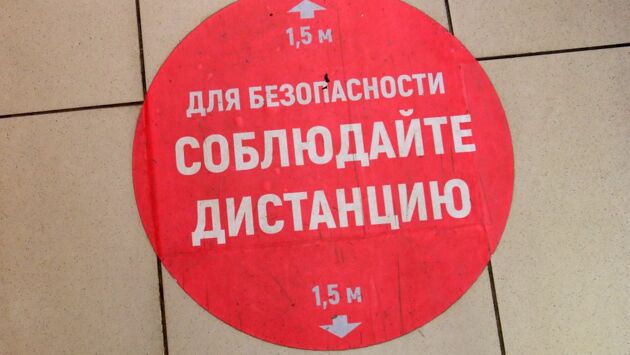 1,5 м
ДЛЯ БЕЗОПАСНОСТИ
СОБЛЮДАЙТЕ
ДИСТАНЦИЮ
1,5 м